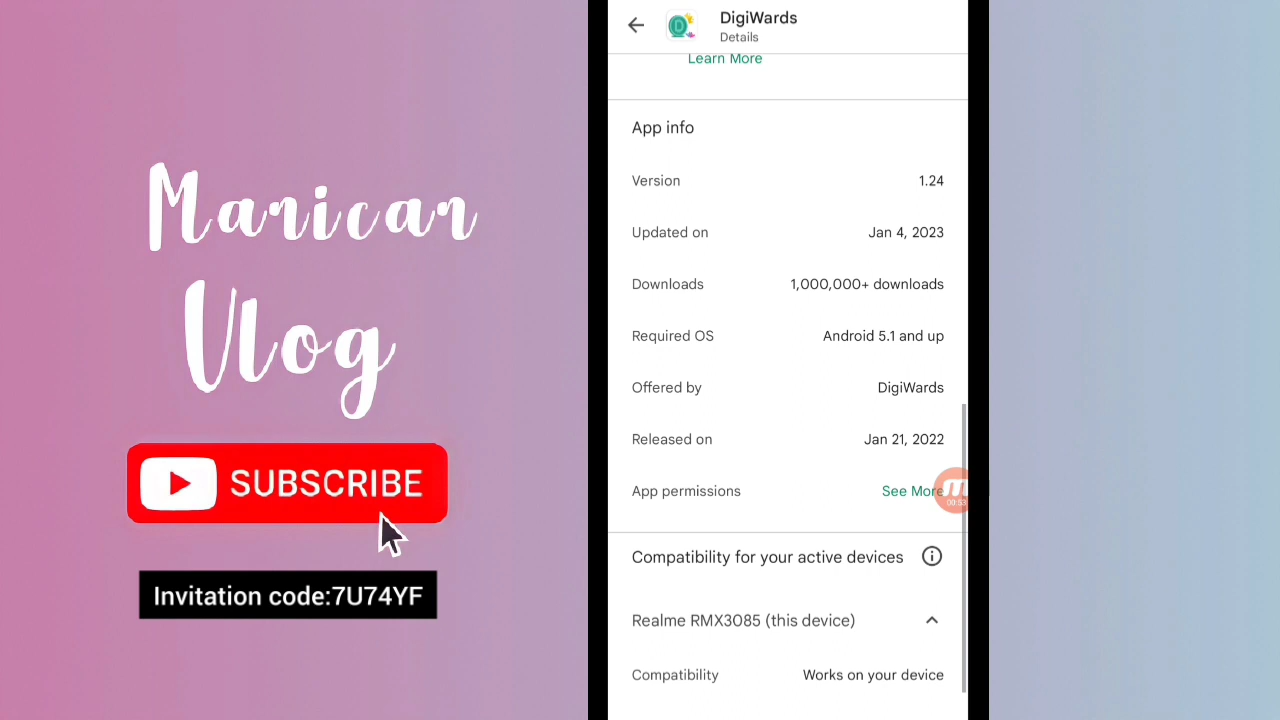 Manican
Vlog
SUBSCRIBE
Invitation code:7U74YF
DigiWards
Details
Learn More
App info
Version 1.24
Updated on Jan 4, 2023
Downloads 1,000,000+ downloads
Required OS Android 5.1 and up
Offered by DigiWards
Released on Jan 21, 2022
App permissions See More
00:53
Compatibility for your active devices
Realme RMX3085 (this device)
Compatibility Works on your device